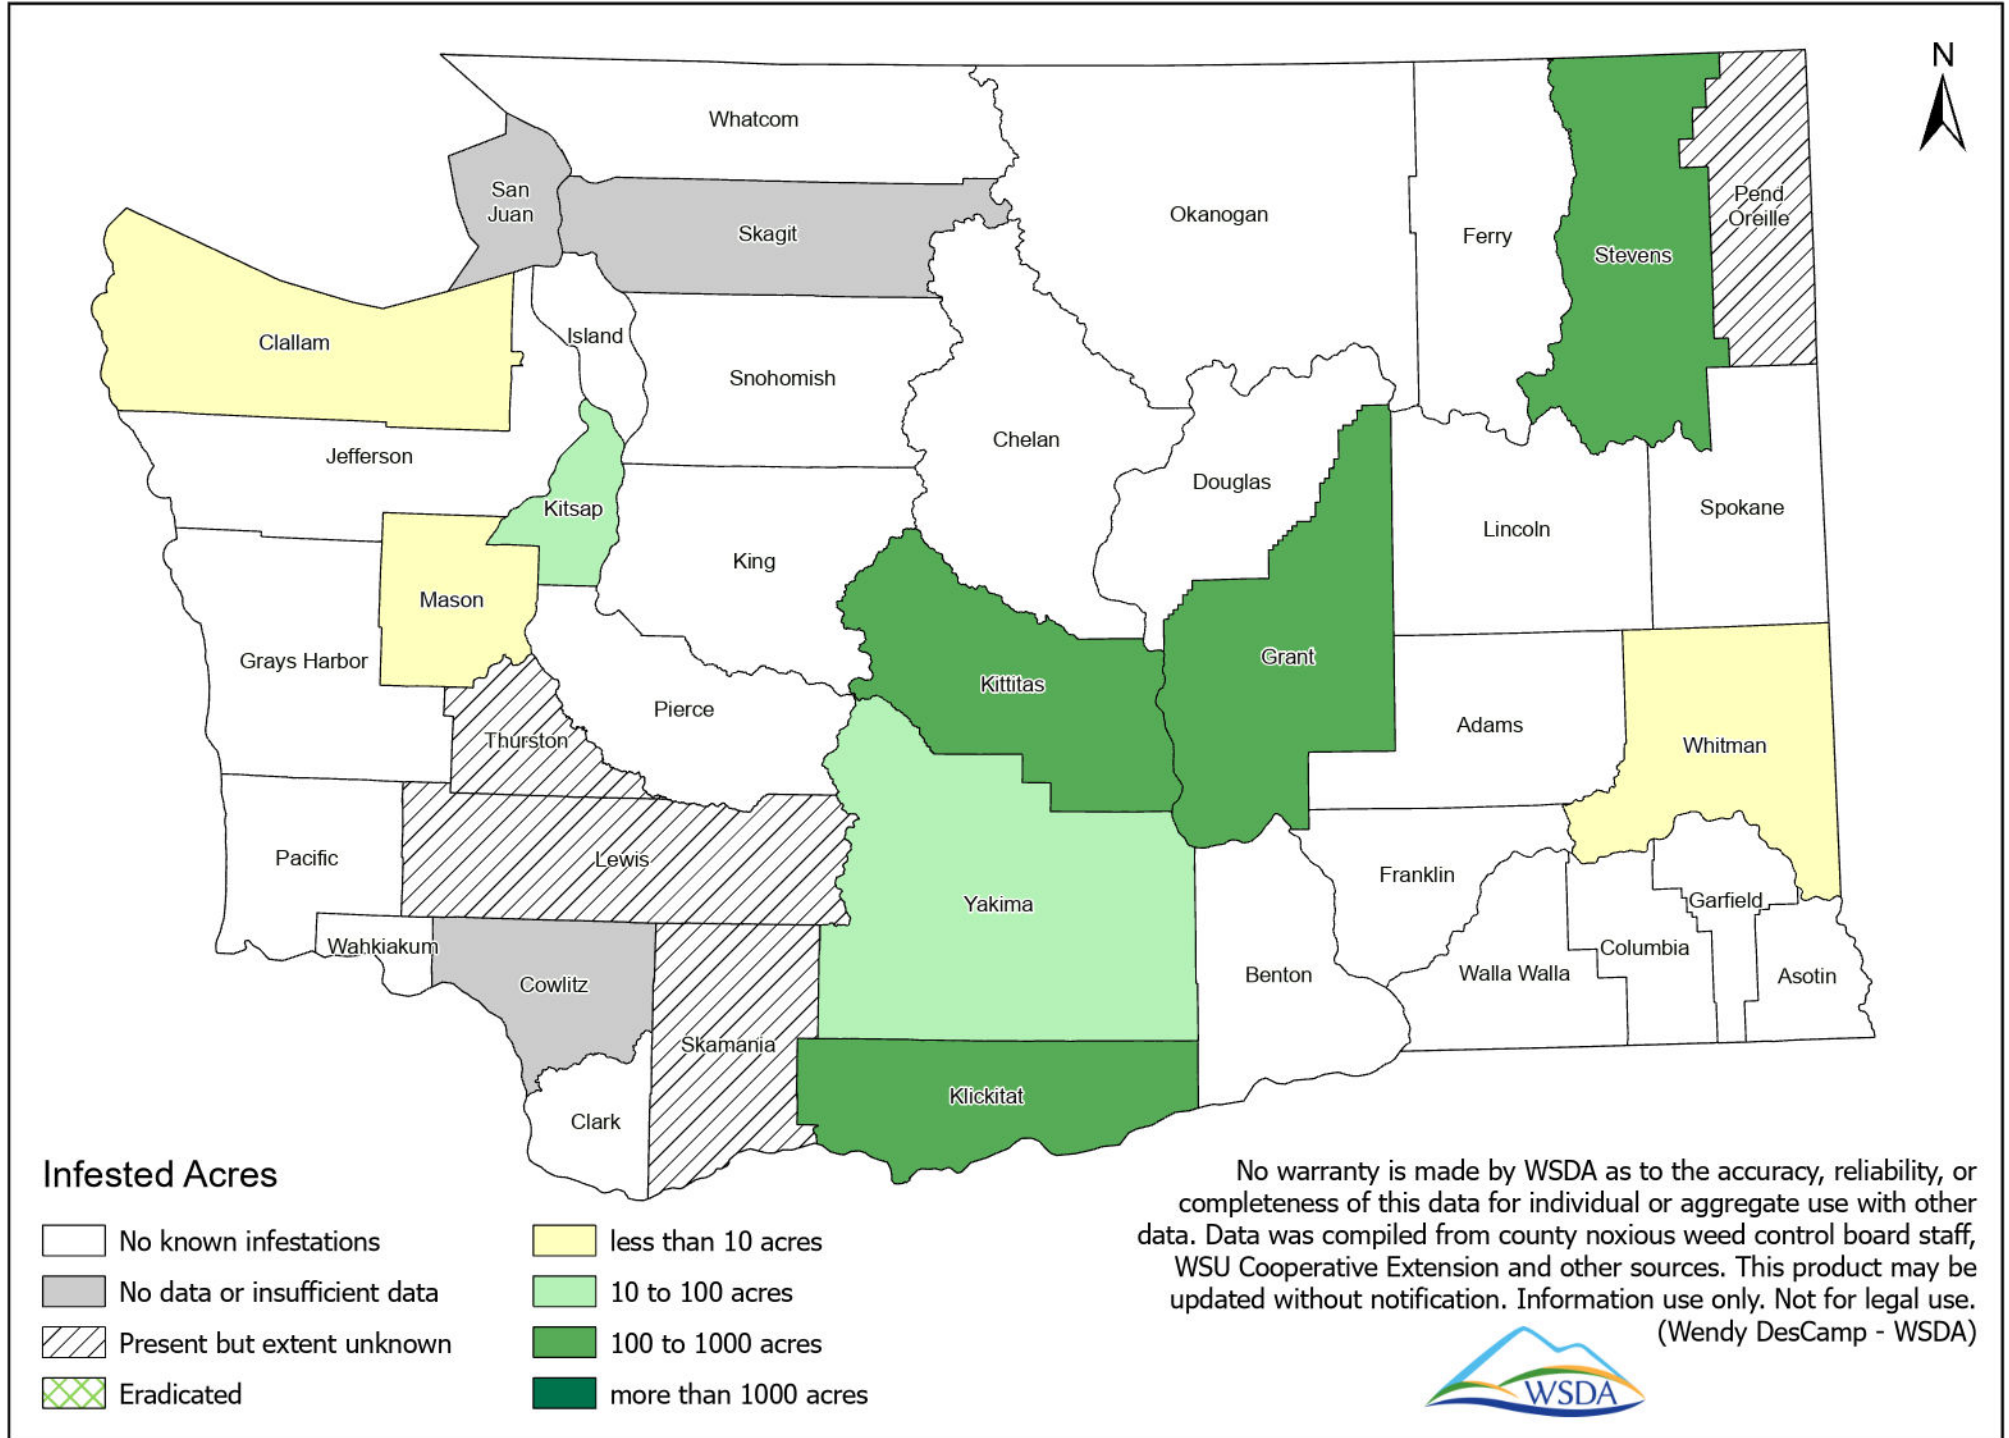 N
Whatcom
San
Juan
Skagit
Okanogan
Ferry
Stevens
Pend
Oreille
Clallam
Island
Snohomish
Chelan
Jefferson
Kitsap
Douglas
Lincoln
Spokane
King
Mason
Grays Harbor
Kittitas
Grant
Pierce
Thurston
Adams
Whitman
Pacific
Lewis
Yakima
Franklin
Garfield
Wahkiakum
Cowlitz
Benton
Walla Walla
Columbia
Asotin
Skamania
Klickitat
Clark
Infested Acres
No known infestations
No data or insufficient data
Present but extent unknown
Eradicated
less than 10 acres
10 to 100 acres
100 to 1000 acres
more than 1000 acres
No warranty is made by WSDA as to the accuracy, reliability, or
completeness of this data for individual or aggregate use with other
data. Data was compiled from county noxious weed control board staff,
WSU Cooperative Extension and other sources. This product may be
updated without notification. Information use only. Not for legal use.
(Wendy DesCamp - WSDA)
WSDA